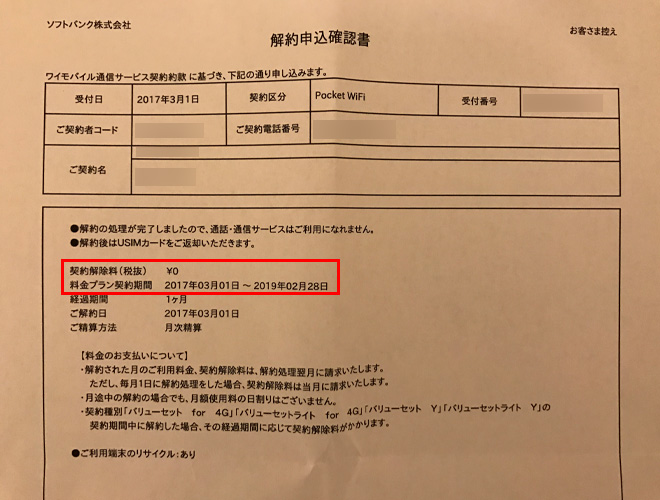 ソフトバンク株式会社
お客さま控え
解約申込確認書
ワイモバイル通信サービス契約約款 に基づき、下記の通り申し込みます。
受付日 2017年3月1日 契約区分 Pocket WiFi 受付番号
ご契約者コード ご契約電話番号
ご契約名
●解約の処理が完了しましたので、通話・通信サービスはご利用になれません。
●解約後はUSIMカードをご返却いただきます。
契約解除料(税抜) ¥0
料金プラン契約期間 2017年03月01日 ～ 2019年02月28日
経過期間 1ヶ月
ご解約日 2017年03月01日
ご精算方法 月次精算
【料金のお支払いについて】
・解約された月のご利用料金、契約解除料は、解約処理翌月に請求いたします。
ただし、毎月1日に解約処理をした場合、契約解除料は当月に請求いたします。
・月途中の解約の場合でも、月額使用料の日割りはございません。
・契約種別「バリューセット for 4G」「バリューセットライト for 4G」「バリューセット Y」「バリューセットライト Y」の
契約期間中に解約した場合、その経過期間に応じて契約解除料がかかります。
●ご利用端末のリサイクル：あり